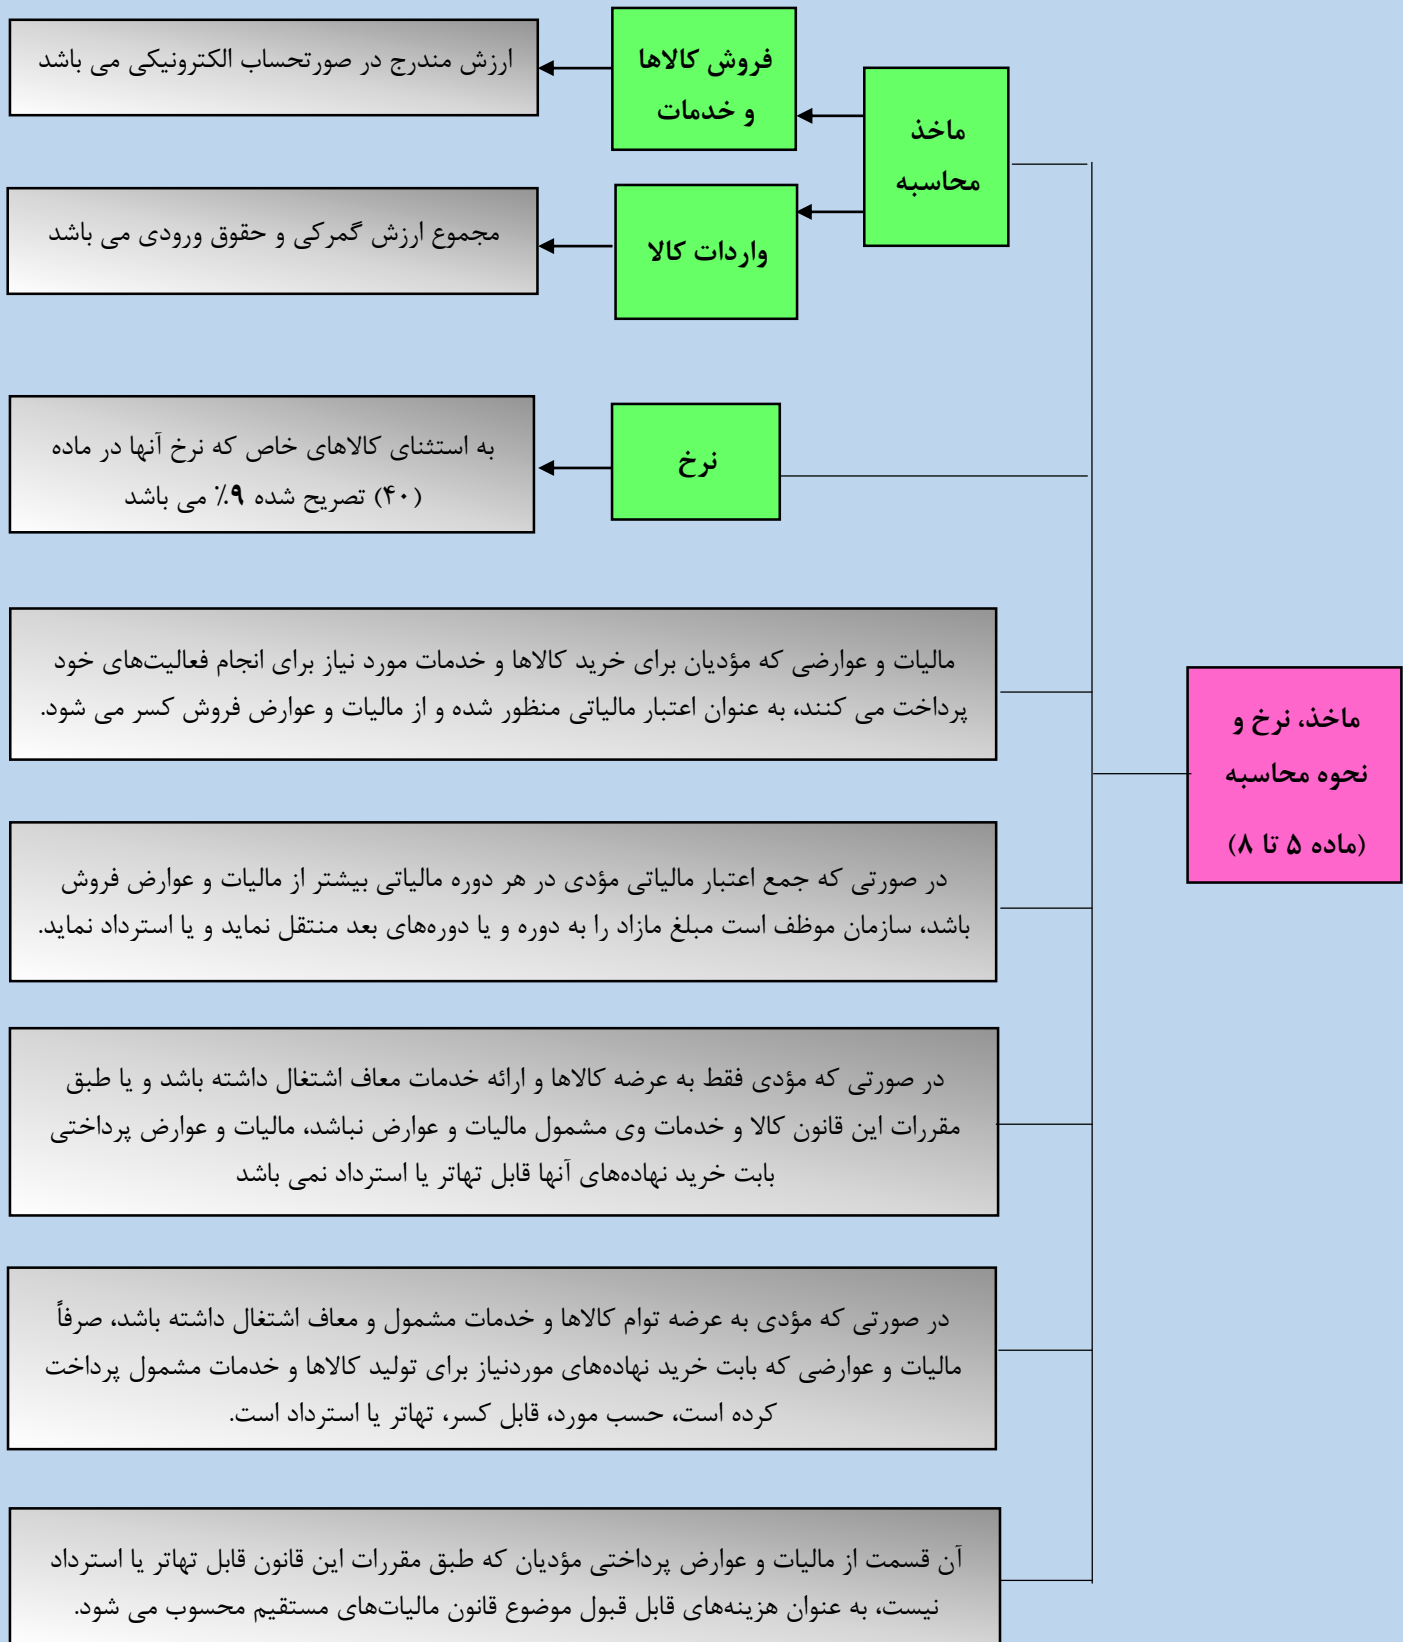 ماخذ، نرخ و
نحوه محاسبه
(ماده ۵ تا ۸)
ماخذ
محاسبه
فروش کالاها
و خدمات
ارزش مندرج در صورتحساب الکترونیکی می باشد
واردات کالا
مجموع ارزش گمرکی و حقوق ورودی می باشد
نرخ
به استثنای کالاهای خاص که نرخ آنها در ماده
(۴۰) تصریح شده ۹٪ می باشد
مالیات و عوارضی که مؤدیان برای خرید کالاها و خدمات مورد نیاز برای انجام فعالیت‌های خود
پرداخت می کنند، به عنوان اعتبار مالیاتی منظور شده و از مالیات و عوارض فروش کسر می شود.
در صورتی که جمع اعتبار مالیاتی مؤدی در هر دوره مالیاتی بیشتر از مالیات و عوارض فروش
باشد، سازمان موظف است مبلغ مازاد را به دوره و یا دوره‌های بعد منتقل نماید و یا استرداد نماید.
در صورتی که مؤدی فقط به عرضه کالاها و ارائه خدمات معاف اشتغال داشته باشد و یا طبق
مقررات این قانون کالا و خدمات وی مشمول مالیات و عوارض نباشد، مالیات و عوارض پرداختی
بابت خرید نهاده‌های آنها قابل تهاتر یا استرداد نمی باشد
در صورتی که مؤدی به عرضه توام کالاها و خدمات مشمول و معاف اشتغال داشته باشد، صرفاً
مالیات و عوارضی که بابت خرید نهاده‌های موردنیاز برای تولید کالاها و خدمات مشمول پرداخت
کرده است، حسب مورد، قابل کسر، تهاتر یا استرداد است.
آن قسمت از مالیات و عوارض پرداختی مؤدیان که طبق مقررات این قانون قابل تهاتر یا استرداد
نیست، به عنوان هزینه‌های قابل قبول موضوع قانون مالیات‌های مستقیم محسوب می شود.